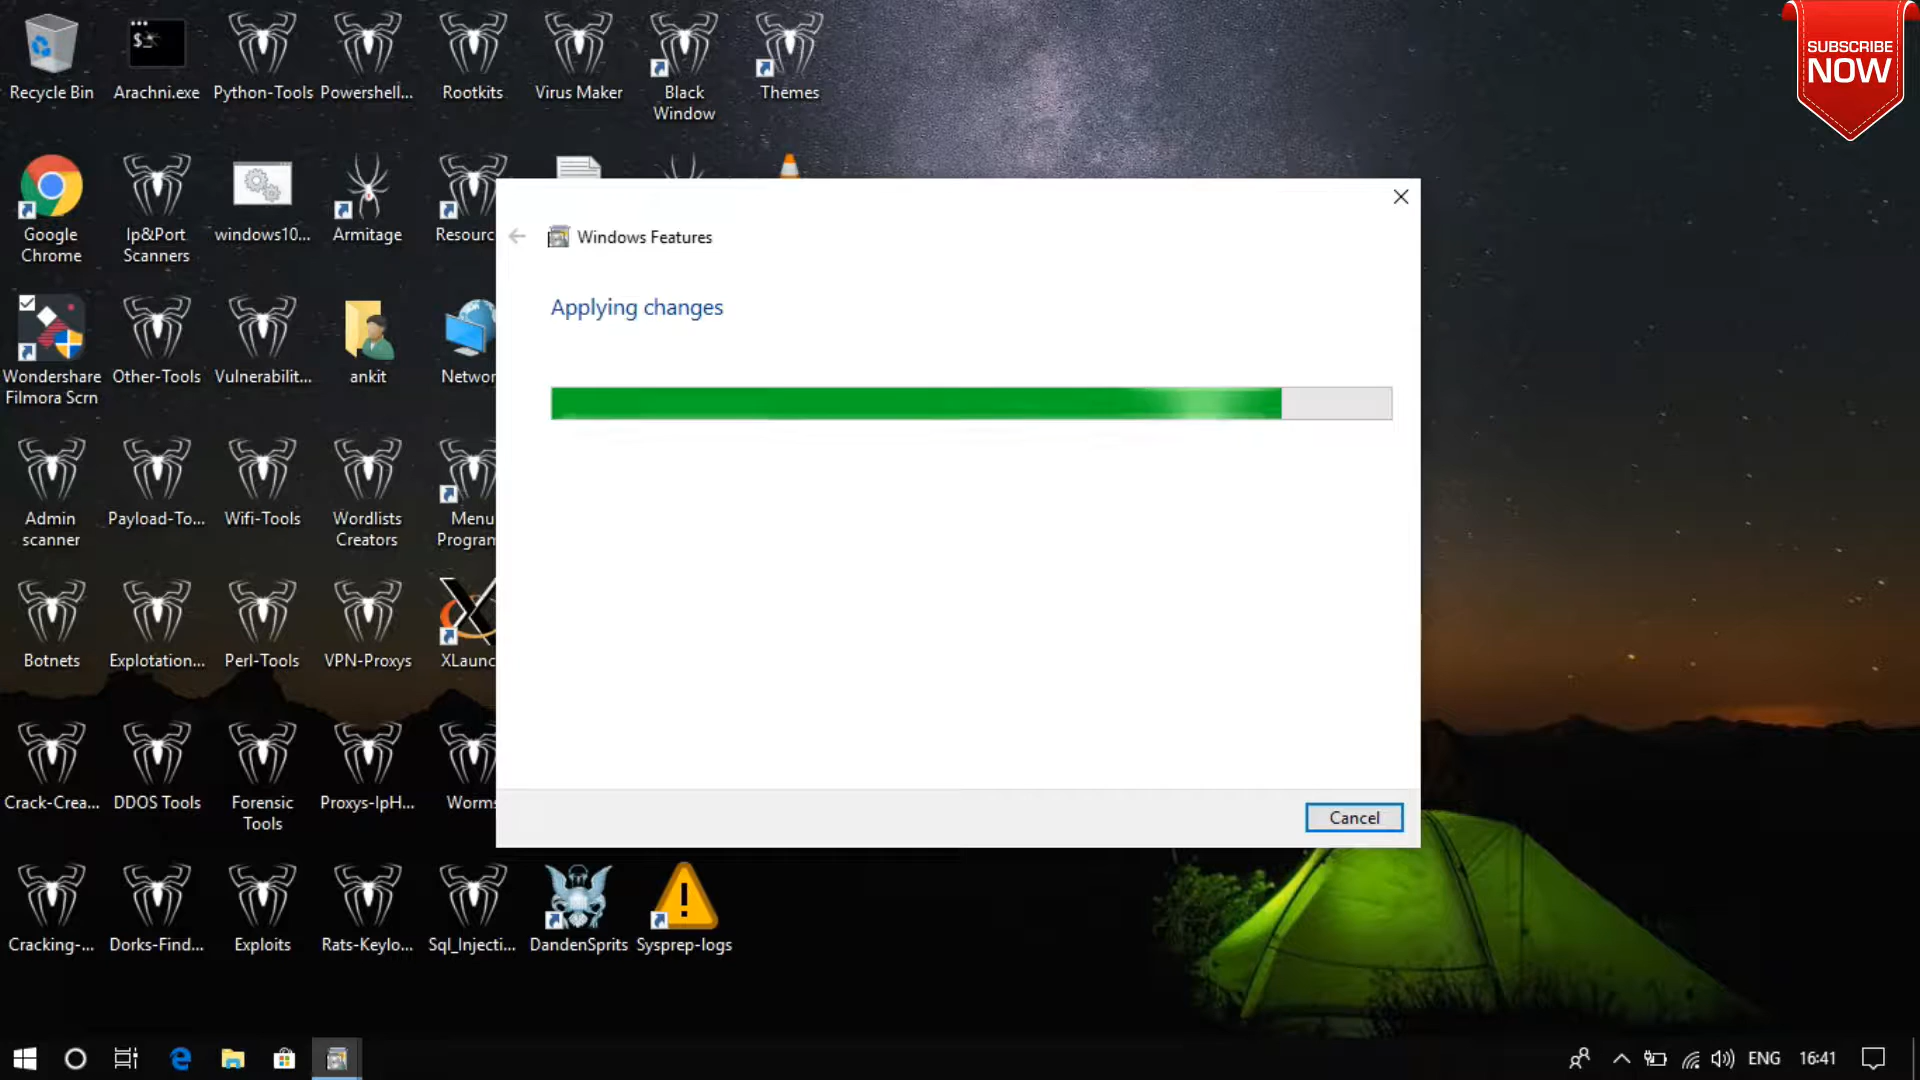 SUBSCRIBE
NOW
Recycle Bin
Arachni.exe
Python-Tools
Powershell...
Rootkits
Virus Maker
Black
Window
Themes
Google
Chrome
Ip&Port
Scanners
windows10...
Armitage
Resourc
Wondershare
Filmora Scrn
Other-Tools
Vulnerabilit...
ankit
Networ
Admin
scanner
Payload-To...
Wifi-Tools
Wordlists
Creators
Menu
Program
Botnets
Explotation...
Perl-Tools
VPN-Proxys
XLaunc
Crack-Crea...
DDOS Tools
Forensic
Tools
Proxys-IpH...
Worms
Cracking-...
Dorks-Find...
Exploits
Rats-Keylo...
Sql_Injecti...
DandenSprits
Sysprep-logs
Windows Features
Applying changes
Cancel
ENG
16:41